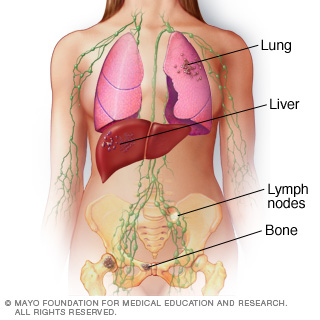 Lung
Liver
Lymph
nodes
Bone
© MAYO FOUNDATION FOR MEDICAL EDUCATION AND RESEARCH.
ALL RIGHTS RESERVED.